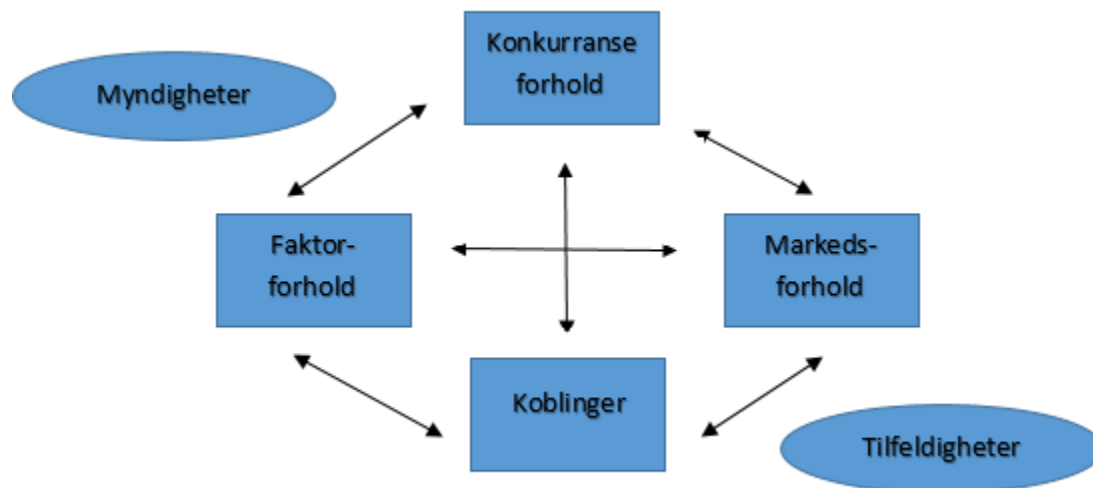 Konkurranse
forhold
Myndigheter
Faktor-
forhold
Markeds-
forhold
Koblinger
Tilfeldigheter